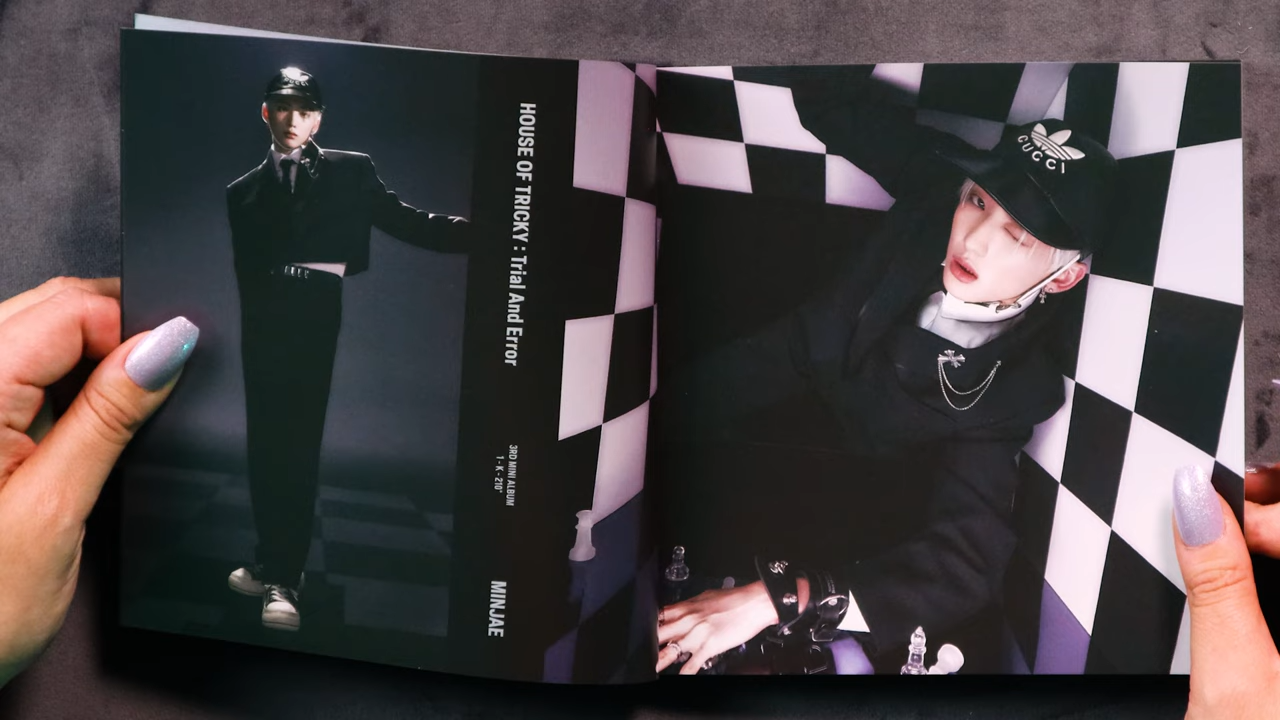 HOUSE OF TRICKY : Trial And Error
3RD MINI ALBUM
1 - K - 210°
MINJAE
GUCCI